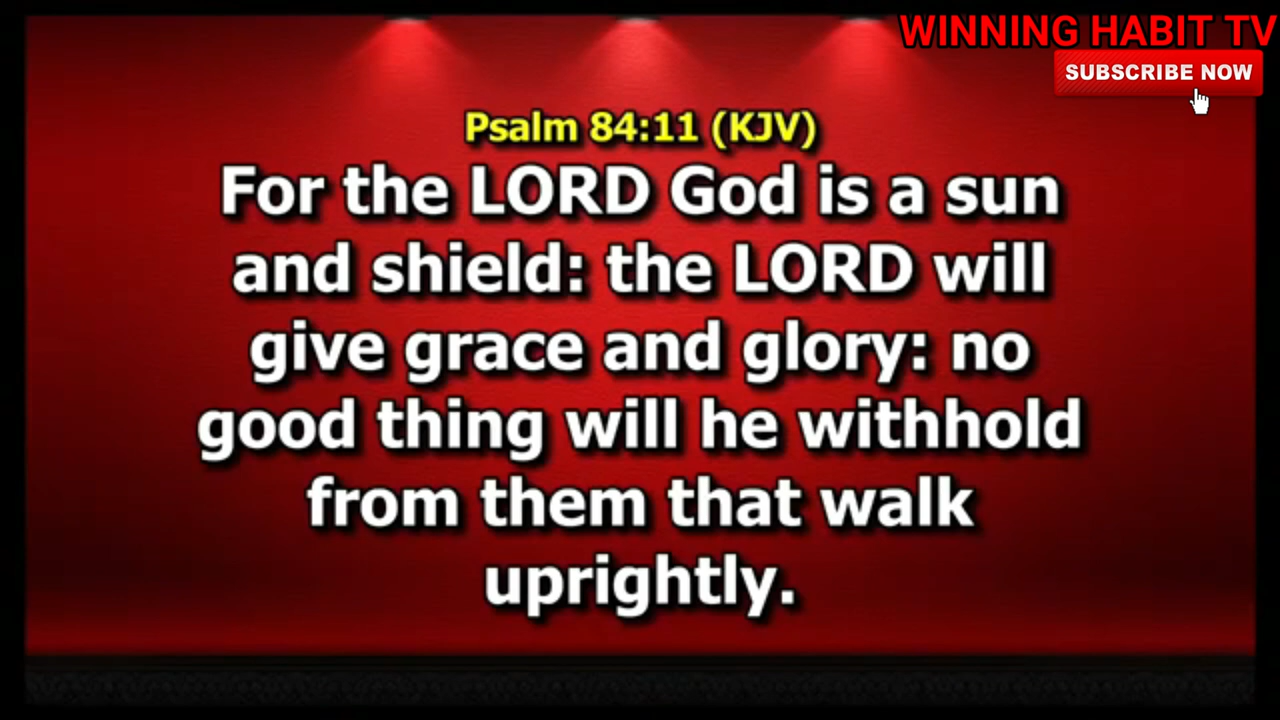 WINNING HABIT TV
SUBSCRIBE NOW
Psalm 84:11 (KJV)
For the LORD God is a sun
and shield: the LORD will
give grace and glory: no
good thing will he withhold
from them that walk
uprightly.